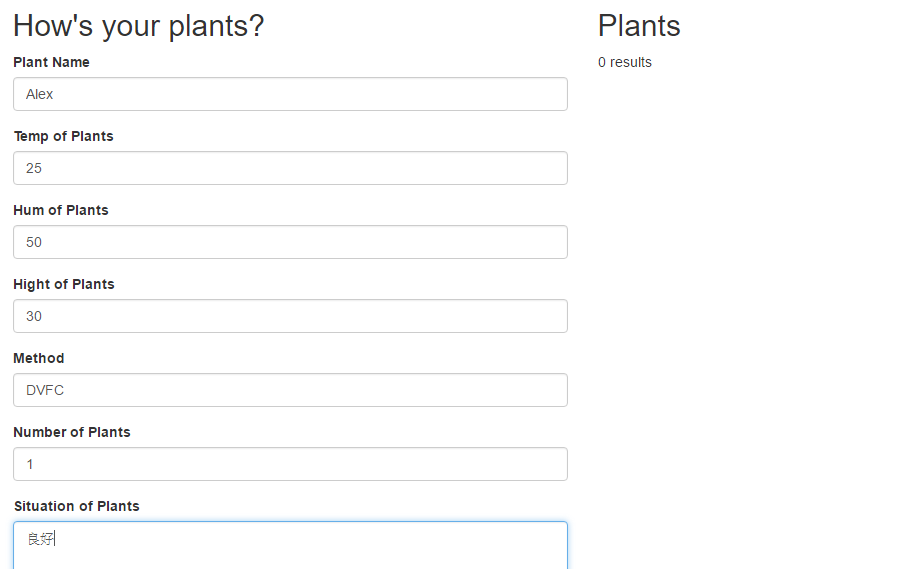 How's your plants?
Plant Name
Alex
Temp of Plants
25
Hum of Plants
50
Hight of Plants
30
Method
DVFC
Number of Plants
1
Situation of Plants
良好
Plants
0 results